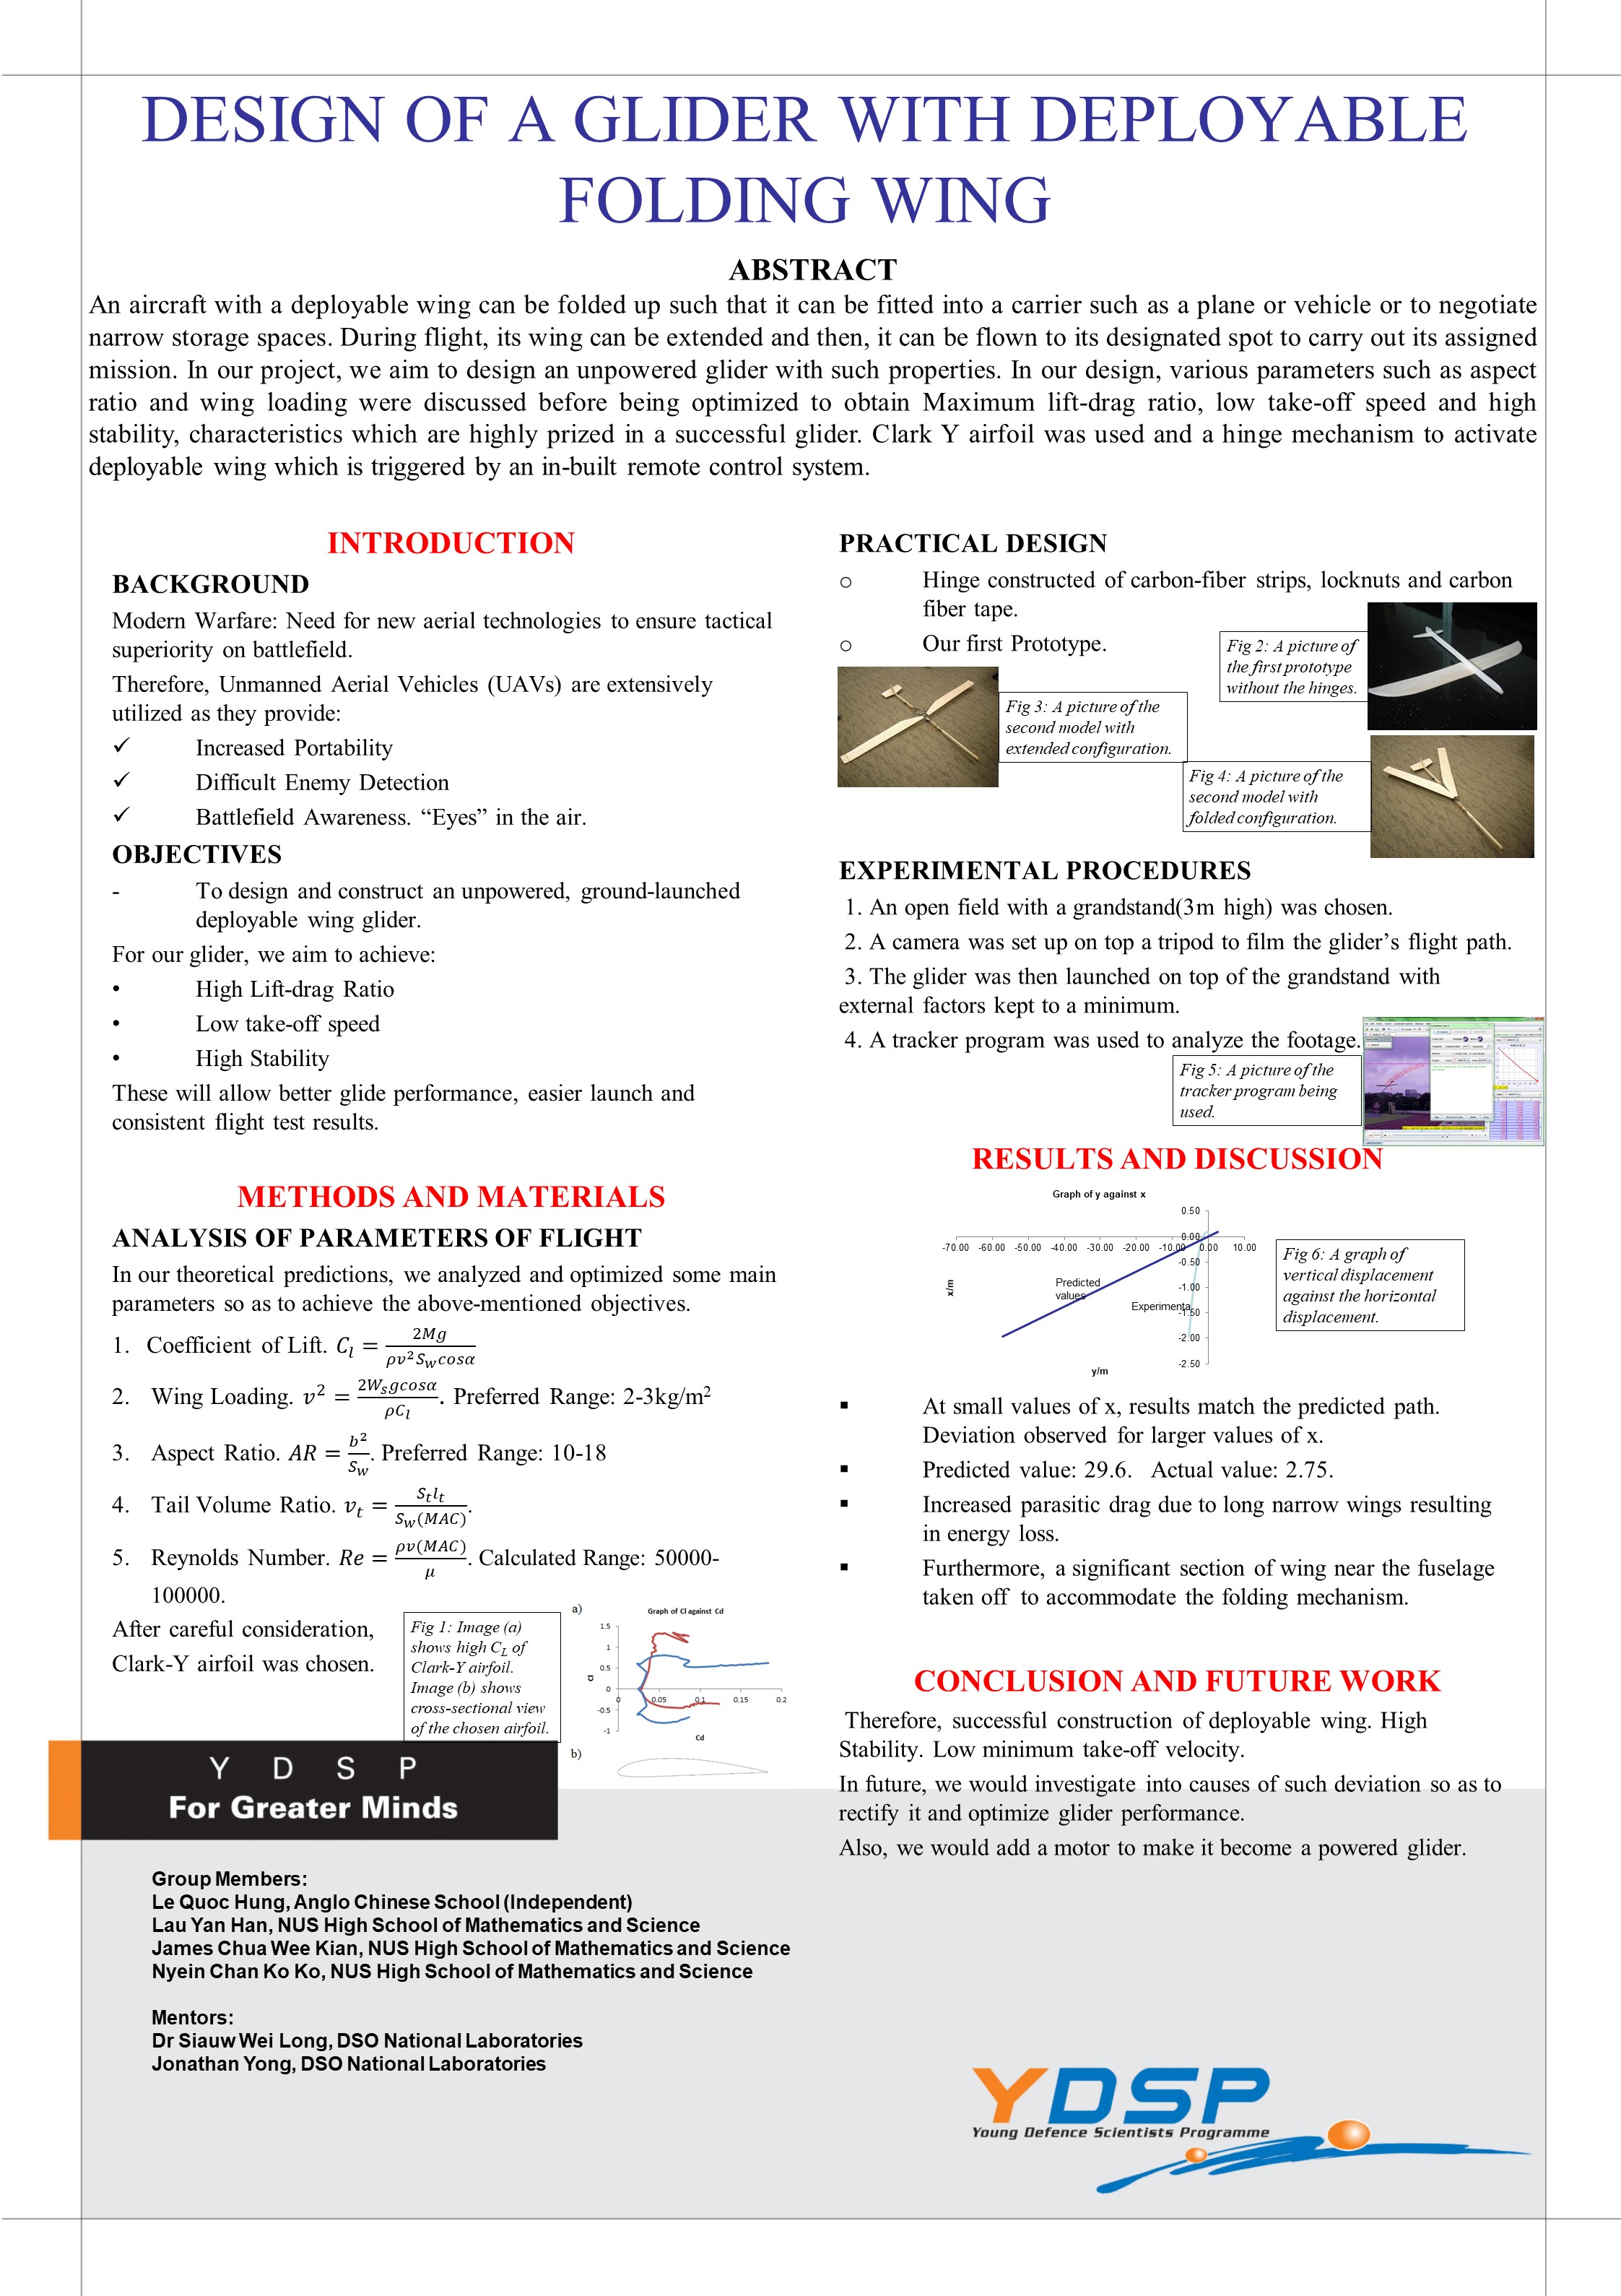 DESIGN OF A GLIDER WITH DEPLOYABLE
FOLDING WING
ABSTRACT
An aircraft with a deployable wing can be folded up such that it can be fitted into a carrier such as a plane or vehicle or to negotiate
narrow storage spaces. During flight, its wing can be extended and then, it can be flown to its designated spot to carry out its assigned
mission. In our project, we aim to design an unpowered glider with such properties. In our design, various parameters such as aspect
ratio and wing loading were discussed before being optimized to obtain Maximum lift-drag ratio, low take-off speed and high
stability, characteristics which are highly prized in a successful glider. Clark Y airfoil was used and a hinge mechanism to activate
deployable wing which is triggered by an in-built remote control system.
INTRODUCTION
BACKGROUND
Modern Warfare: Need for new aerial technologies to ensure tactical
superiority on battlefield.
Therefore, Unmanned Aerial Vehicles (UAVs) are extensively
utilized as they provide:
✓ Increased Portability
✓ Difficult Enemy Detection
✓ Battlefield Awareness. “Eyes” in the air.
OBJECTIVES
- To design and construct an unpowered, ground-launched
deployable wing glider.
For our glider, we aim to achieve:
• High Lift-drag Ratio
• Low take-off speed
• High Stability
These will allow better glide performance, easier launch and
consistent flight test results.
METHODS AND MATERIALS
ANALYSIS OF PARAMETERS OF FLIGHT
In our theoretical predictions, we analyzed and optimized some main
parameters so as to achieve the above-mentioned objectives.
1. Coefficient of Lift. C_l = 2Mg / ρv²S_w cosα
2. Wing Loading. v² = 2W_s gcosα / ρC_l. Preferred Range: 2-3kg/m²
3. Aspect Ratio. AR = b² / S_w. Preferred Range: 10-18
4. Tail Volume Ratio. v_t = S_t l_t / S_w(MAC).
5. Reynolds Number. Re = ρv(MAC) / μ. Calculated Range: 50000-
100000.
After careful consideration,
Clark-Y airfoil was chosen.
Fig 1: Image (a)
shows high C_L of
Clark-Y airfoil.
Image (b) shows
cross-sectional view
of the chosen airfoil.
a)
Graph of Cl against Cd
1.5
1
0.5
0
-0.5
-1
Cl
0 0.05 0.1 0.15 0.2
Cd
b)
PRACTICAL DESIGN
o Hinge constructed of carbon-fiber strips, locknuts and carbon
fiber tape.
o Our first Prototype.
Fig 2: A picture of
the first prototype
without the hinges.
Fig 3: A picture of the
second model with
extended configuration.
Fig 4: A picture of the
second model with
folded configuration.
EXPERIMENTAL PROCEDURES
1. An open field with a grandstand(3m high) was chosen.
2. A camera was set up on top a tripod to film the glider’s flight path.
3. The glider was then launched on top of the grandstand with
external factors kept to a minimum.
4. A tracker program was used to analyze the footage.
Fig 5: A picture of the
tracker program being
used.
RESULTS AND DISCUSSION
Graph of y against x
0.50
0.00
-0.50
-1.00
-1.50
-2.00
-2.50
-70.00 -60.00 -50.00 -40.00 -30.00 -20.00 -10.00 0.00 10.00
x/m
Predicted
values
Experimenta
y/m
Fig 6: A graph of
vertical displacement
against the horizontal
displacement.
▪ At small values of x, results match the predicted path.
Deviation observed for larger values of x.
▪ Predicted value: 29.6. Actual value: 2.75.
▪ Increased parasitic drag due to long narrow wings resulting
in energy loss.
▪ Furthermore, a significant section of wing near the fuselage
taken off to accommodate the folding mechanism.
CONCLUSION AND FUTURE WORK
Therefore, successful construction of deployable wing. High
Stability. Low minimum take-off velocity.
In future, we would investigate into causes of such deviation so as to
rectify it and optimize glider performance.
Also, we would add a motor to make it become a powered glider.
Y D S P
For Greater Minds
Group Members:
Le Quoc Hung, Anglo Chinese School (Independent)
Lau Yan Han, NUS High School of Mathematics and Science
James Chua Wee Kian, NUS High School of Mathematics and Science
Nyein Chan Ko Ko, NUS High School of Mathematics and Science
Mentors:
Dr Siauw Wei Long, DSO National Laboratories
Jonathan Yong, DSO National Laboratories
YDSP
Young Defence Scientists Programme